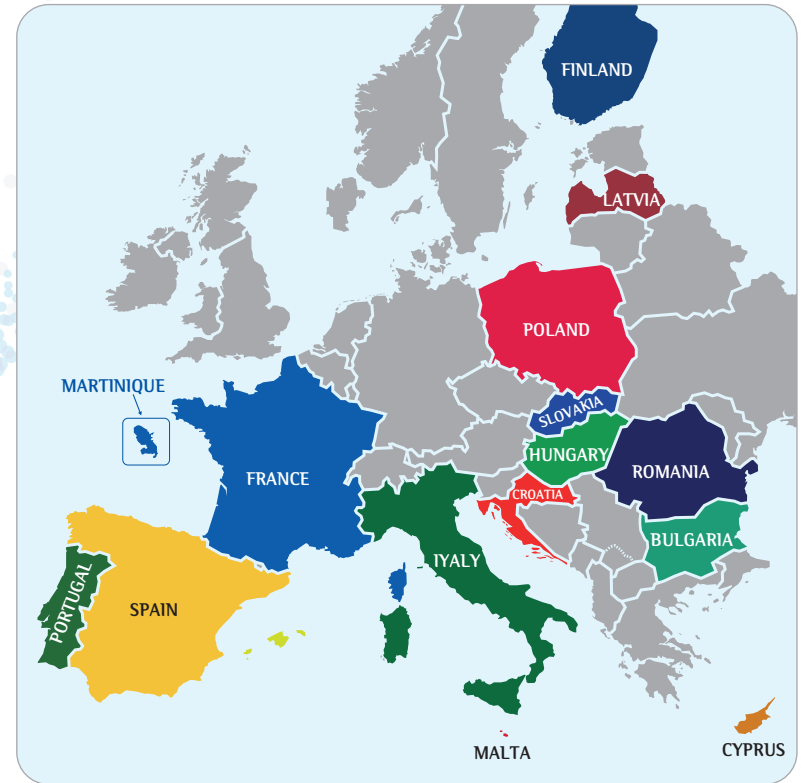 FINLAND
LATVIA
POLAND
MARTINIQUE
SLOVAKIA
HUNGARY
FRANCE
ROMANIA
CROATIA
BULGARIA
IYALY
PORTUGAL
SPAIN
MALTA
CYPRUS